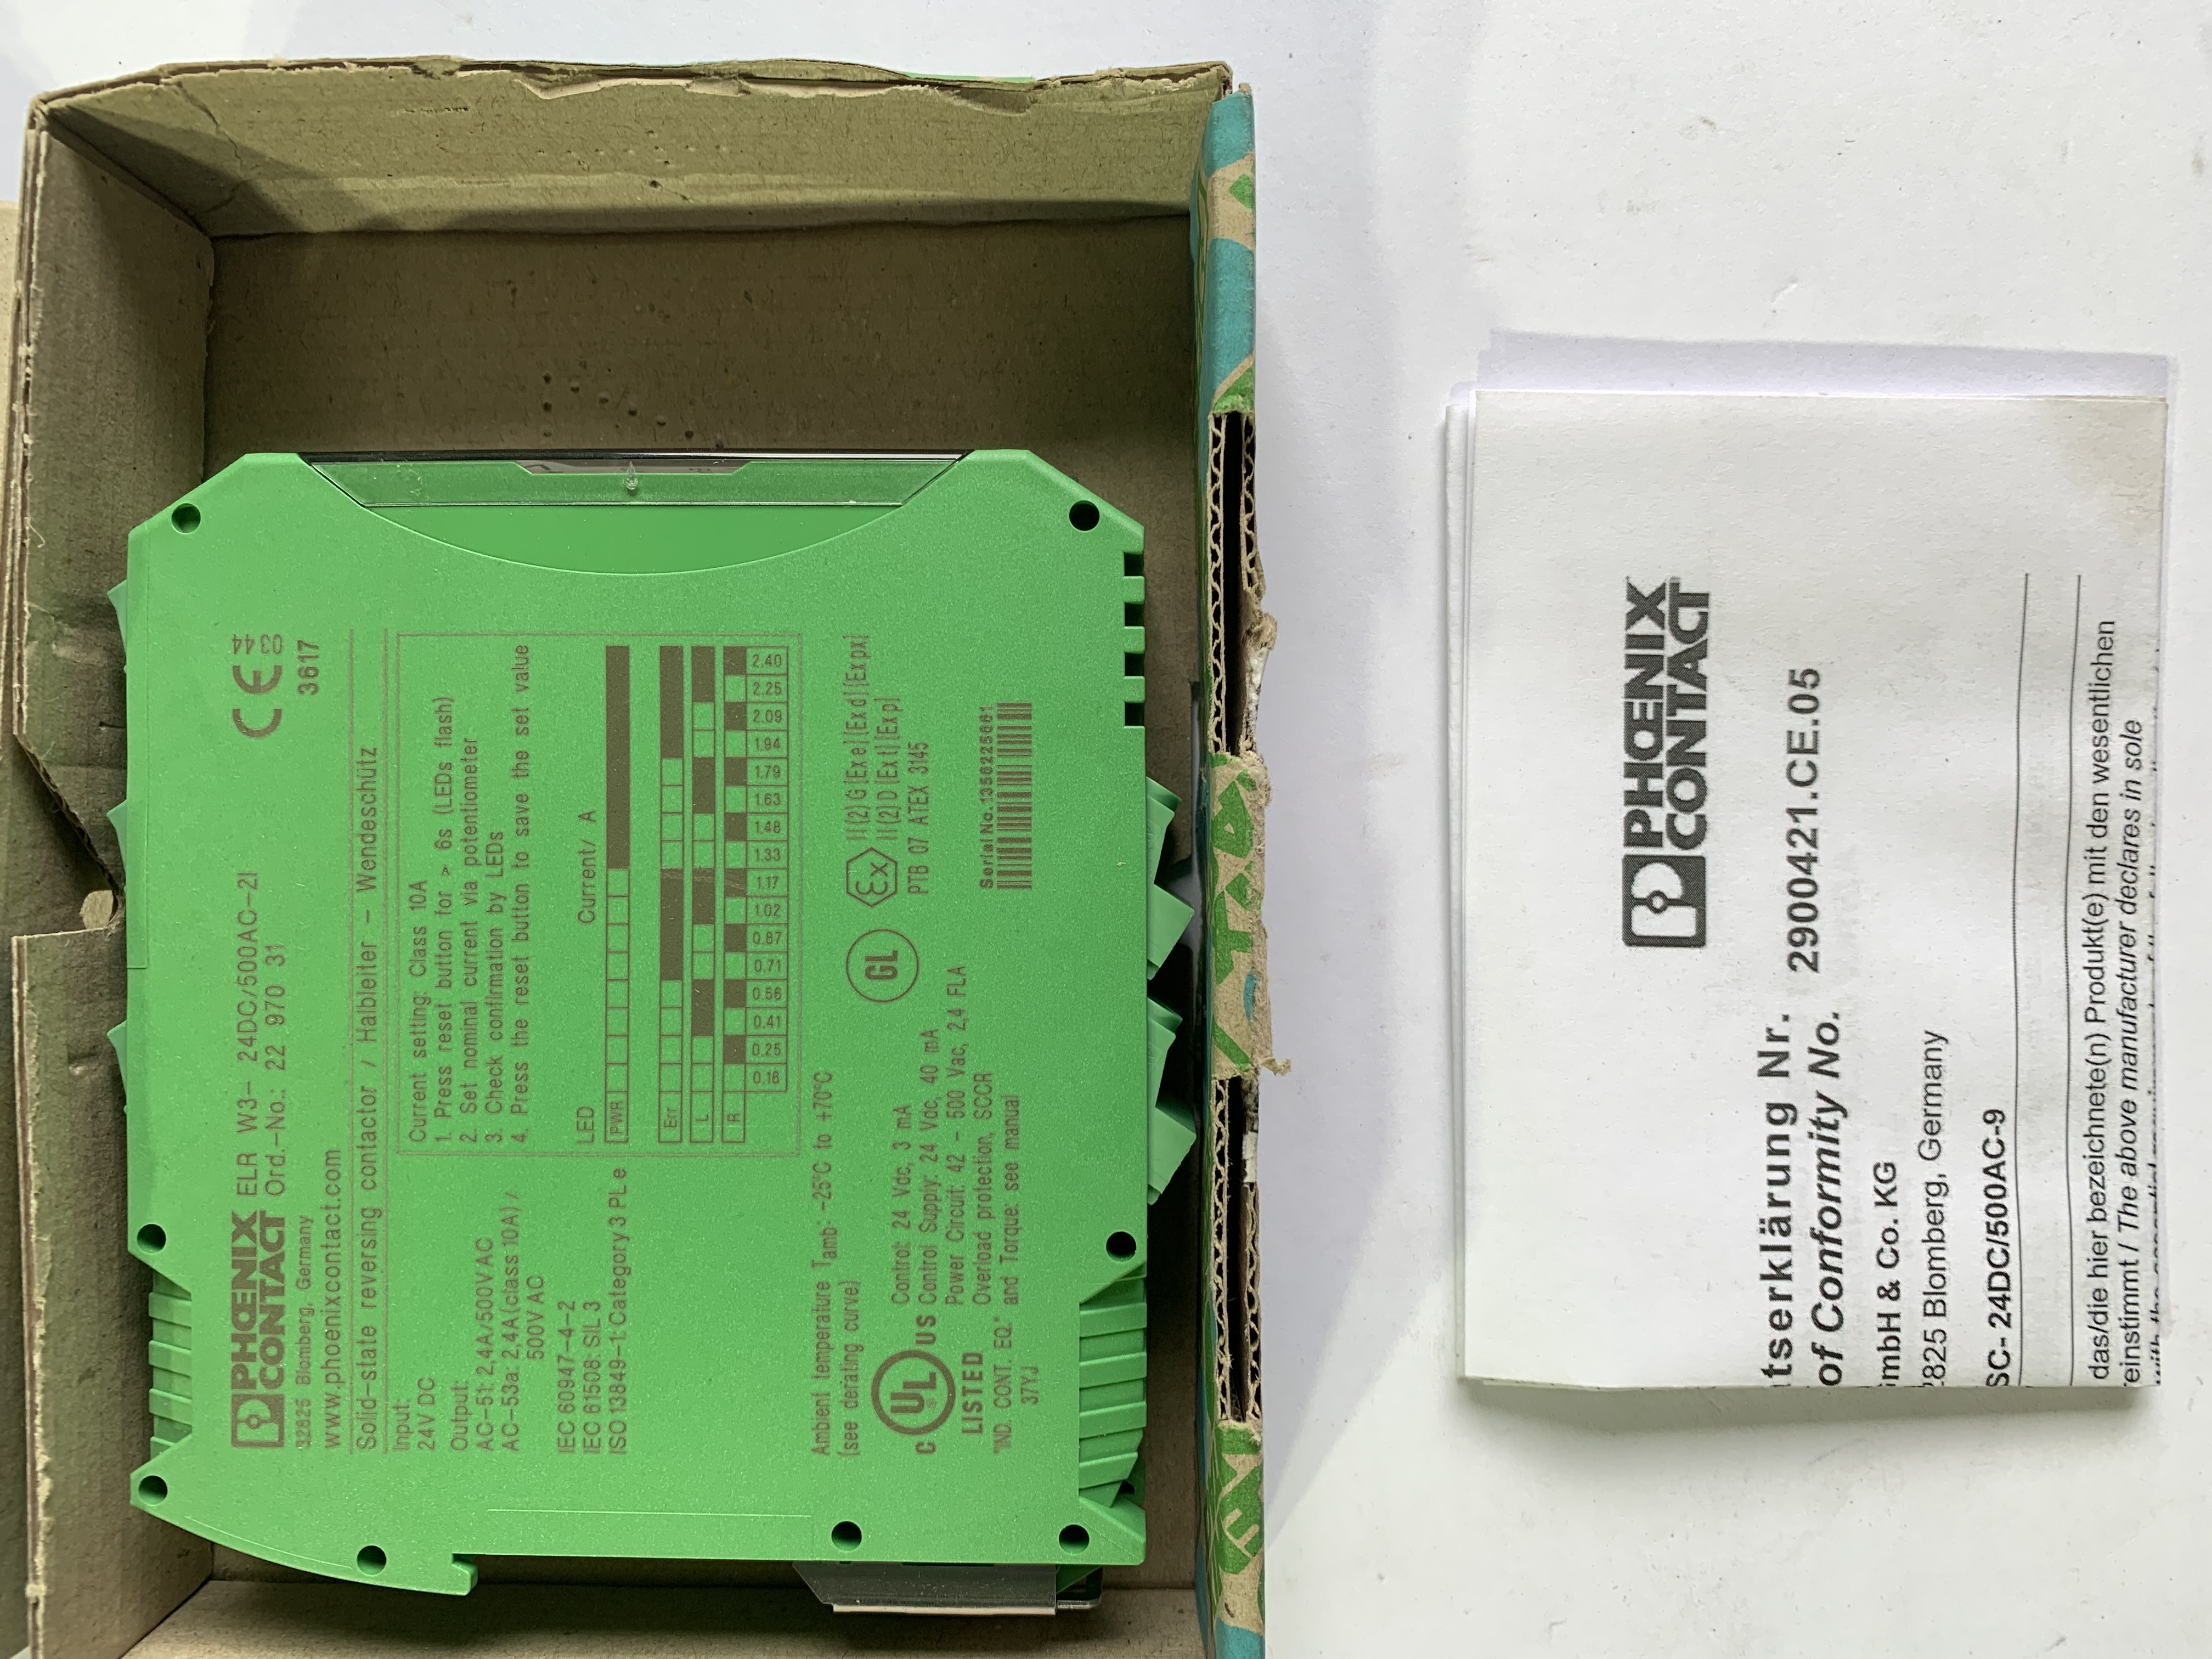 PHŒNIX
CONTACT
ELR W3- 24DC/500AC-2I
Ord.-No.: 22 970 31
32825 Blomberg, Germany
www.phoenixcontact.com
CE 0344
3617
Solid-state reversing contactor / Halbleiter - Wendeschütz
Input:
24V DC
Output:
AC-51: 2,4A/500V AC
AC-53a: 2,4A(class 10A)/
500V AC
IEC 60947-4-2
IEC 61508: SIL 3
ISO 13849-1: Category 3 PL e
Current setting: Class 10A
1. Press reset button for > 6s (LEDs flash)
2. Set nominal current via potentiometer
3. Check confirmation by LEDs
4. Press the reset button to save the set value
LED
Current/ A
PWR
Err
L
R
0.16 0.25 0.41 0.56 0.71 0.87 1.02 1.17 1.33 1.48 1.63 1.79 1.94 2.09 2.25 2.40
Ambient temperature Tamb: -25°C to +70°C
(see derating curve)
C UL US
LISTED
"IND. CONT. EQ."
37YJ
Control: 24 Vdc, 3 mA
Control Supply: 24 Vdc, 40 mA
Power Circuit: 42 - 500 Vac, 2,4 FLA
Overload protection, SCCR
and Torque: see manual
GL
Ex
II (2) G [Ex e] [Ex d] [Ex px]
II (2) D [Ex t] [Ex p]
PTB 07 ATEX 3145
Serial No.
PHŒNIX
CONTACT
tserklärung Nr. 2900421.CE.05
of Conformity No.
mbH & Co. KG
2825 Blomberg, Germany
SC- 24DC/500AC-9
das/die hier bezeichnete(n) Produkt(e) mit den wesentlichen
einstimmt / The above manufacturer declares in sole